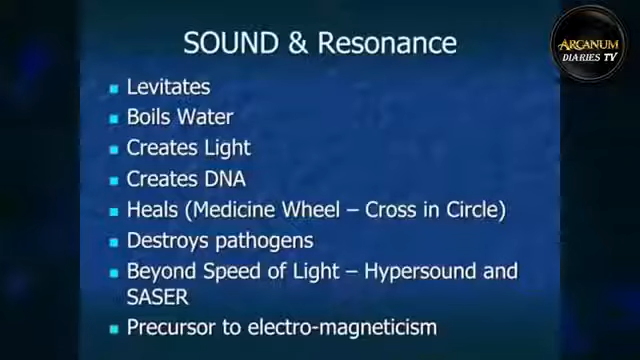 SOUND & Resonance
ARCANUM
DIARIES TV
Levitates
Boils Water
Creates Light
Creates DNA
Heals (Medicine Wheel – Cross in Circle)
Destroys pathogens
Beyond Speed of Light – Hypersound and
SASER
Precursor to electro-magneticism